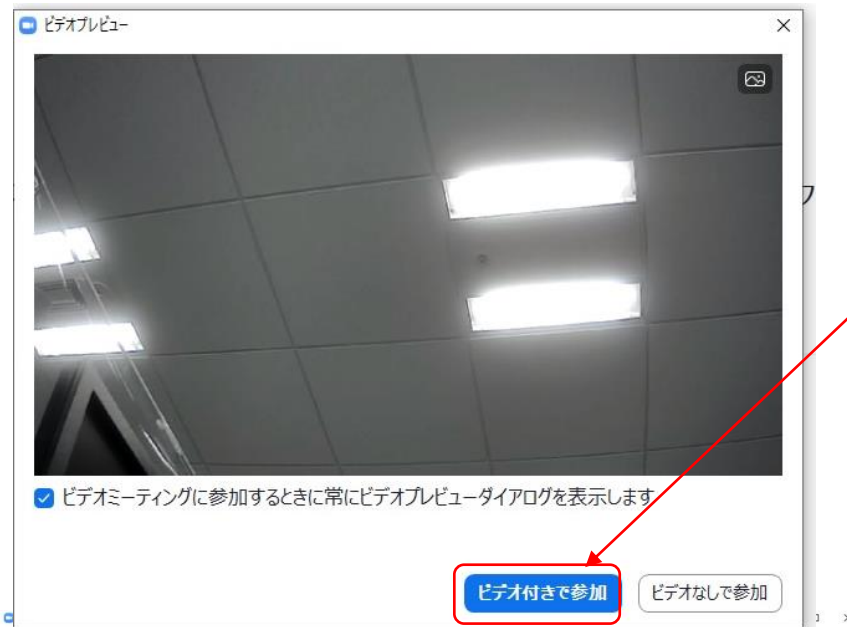 ビデオプレビュー
ビデオミーティングに参加するときに常にビデオプレビューダイアログを表示します
ビデオ付きで参加
ビデオなしで参加